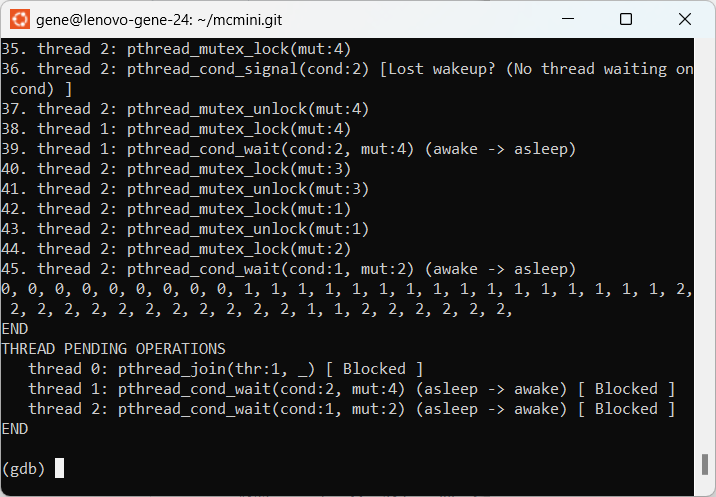 gene@lenovo-gene-24: ~/mcmini.git
35. thread 2: pthread_mutex_lock(mut:4)
36. thread 2: pthread_cond_signal(cond:2) [Lost wakeup? (No thread waiting on
 cond) ]
37. thread 2: pthread_mutex_unlock(mut:4)
38. thread 1: pthread_mutex_lock(mut:4)
39. thread 1: pthread_cond_wait(cond:2, mut:4) (awake -> asleep)
40. thread 2: pthread_mutex_lock(mut:3)
41. thread 2: pthread_mutex_unlock(mut:3)
42. thread 2: pthread_mutex_lock(mut:1)
43. thread 2: pthread_mutex_unlock(mut:1)
44. thread 2: pthread_mutex_lock(mut:2)
45. thread 2: pthread_cond_wait(cond:1, mut:2) (awake -> asleep)
0, 0, 0, 0, 0, 0, 0, 0, 0, 1, 1, 1, 1, 1, 1, 1, 1, 1, 1, 1, 1, 1, 1, 1, 1, 2,
 2, 2, 2, 2, 2, 2, 2, 2, 2, 2, 2, 1, 1, 2, 2, 2, 2, 2, 2,
END
THREAD PENDING OPERATIONS
   thread 0: pthread_join(thr:1, _) [ Blocked ]
   thread 1: pthread_cond_wait(cond:2, mut:4) (asleep -> awake) [ Blocked ]
   thread 2: pthread_cond_wait(cond:1, mut:2) (asleep -> awake) [ Blocked ]
END
(gdb)